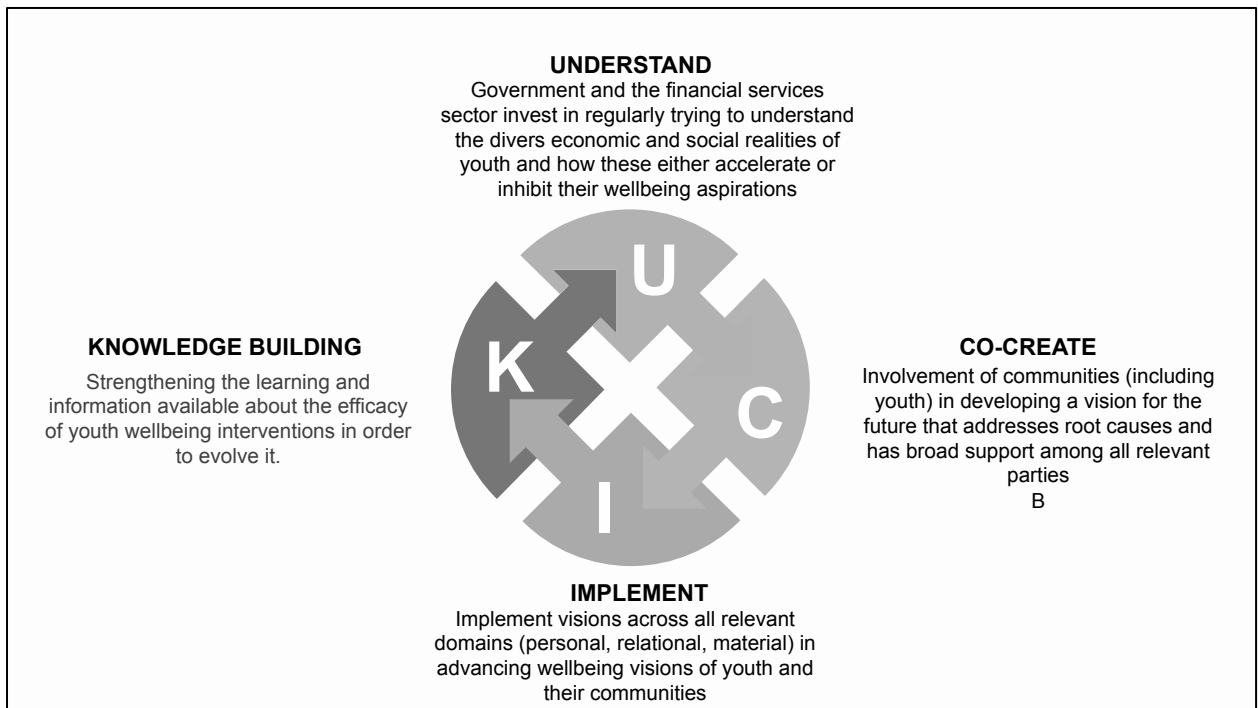 UNDERSTAND
Government and the financial services
sector invest in regularly trying to understand
the divers economic and social realities of
youth and how these either accelerate or
inhibit their wellbeing aspirations
U
K
C
I
KNOWLEDGE BUILDING
Strengthening the learning and
information available about the efficacy
of youth wellbeing interventions in order
to evolve it.
CO-CREATE
Involvement of communities (including
youth) in developing a vision for the
future that addresses root causes and
has broad support among all relevant
parties
B
IMPLEMENT
Implement visions across all relevant
domains (personal, relational, material) in
advancing wellbeing visions of youth and
their communities